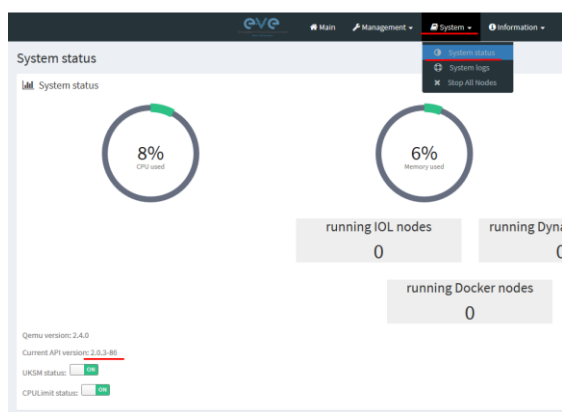 eve
Main
Management
System
Information
System status
System logs
Stop All Nodes
System status
System status
8%
CPU used
6%
Memory used
running IOL nodes
0
running Dyna
0
running Docker nodes
0
Qemu version: 2.4.0
Current API version: 2.0.3-86
UKSM status: ON
CPULimit status: ON